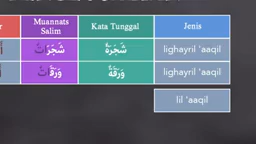 Muannats Salim Kata Tunggal Jenis
شَجَرَاتٌ شَجَرَةٌ lighayril 'aaqil
وَرَقَاتٌ وَرَقَةٌ lighayril 'aaqil
lil 'aaqil